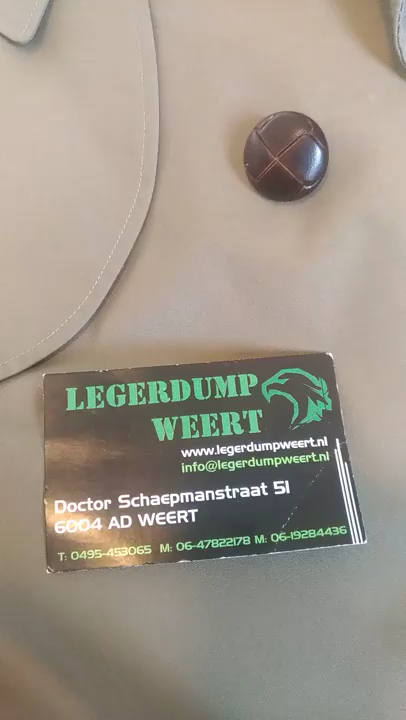 LEGERDUMP
WEERT
www.legerdumpweert.nl
info@legerdumpweert.nl
Doctor Schaepmanstraat 51
6004 AD WEERT
T: 0495-453065 M: 06-47822178 M: 06-19284436